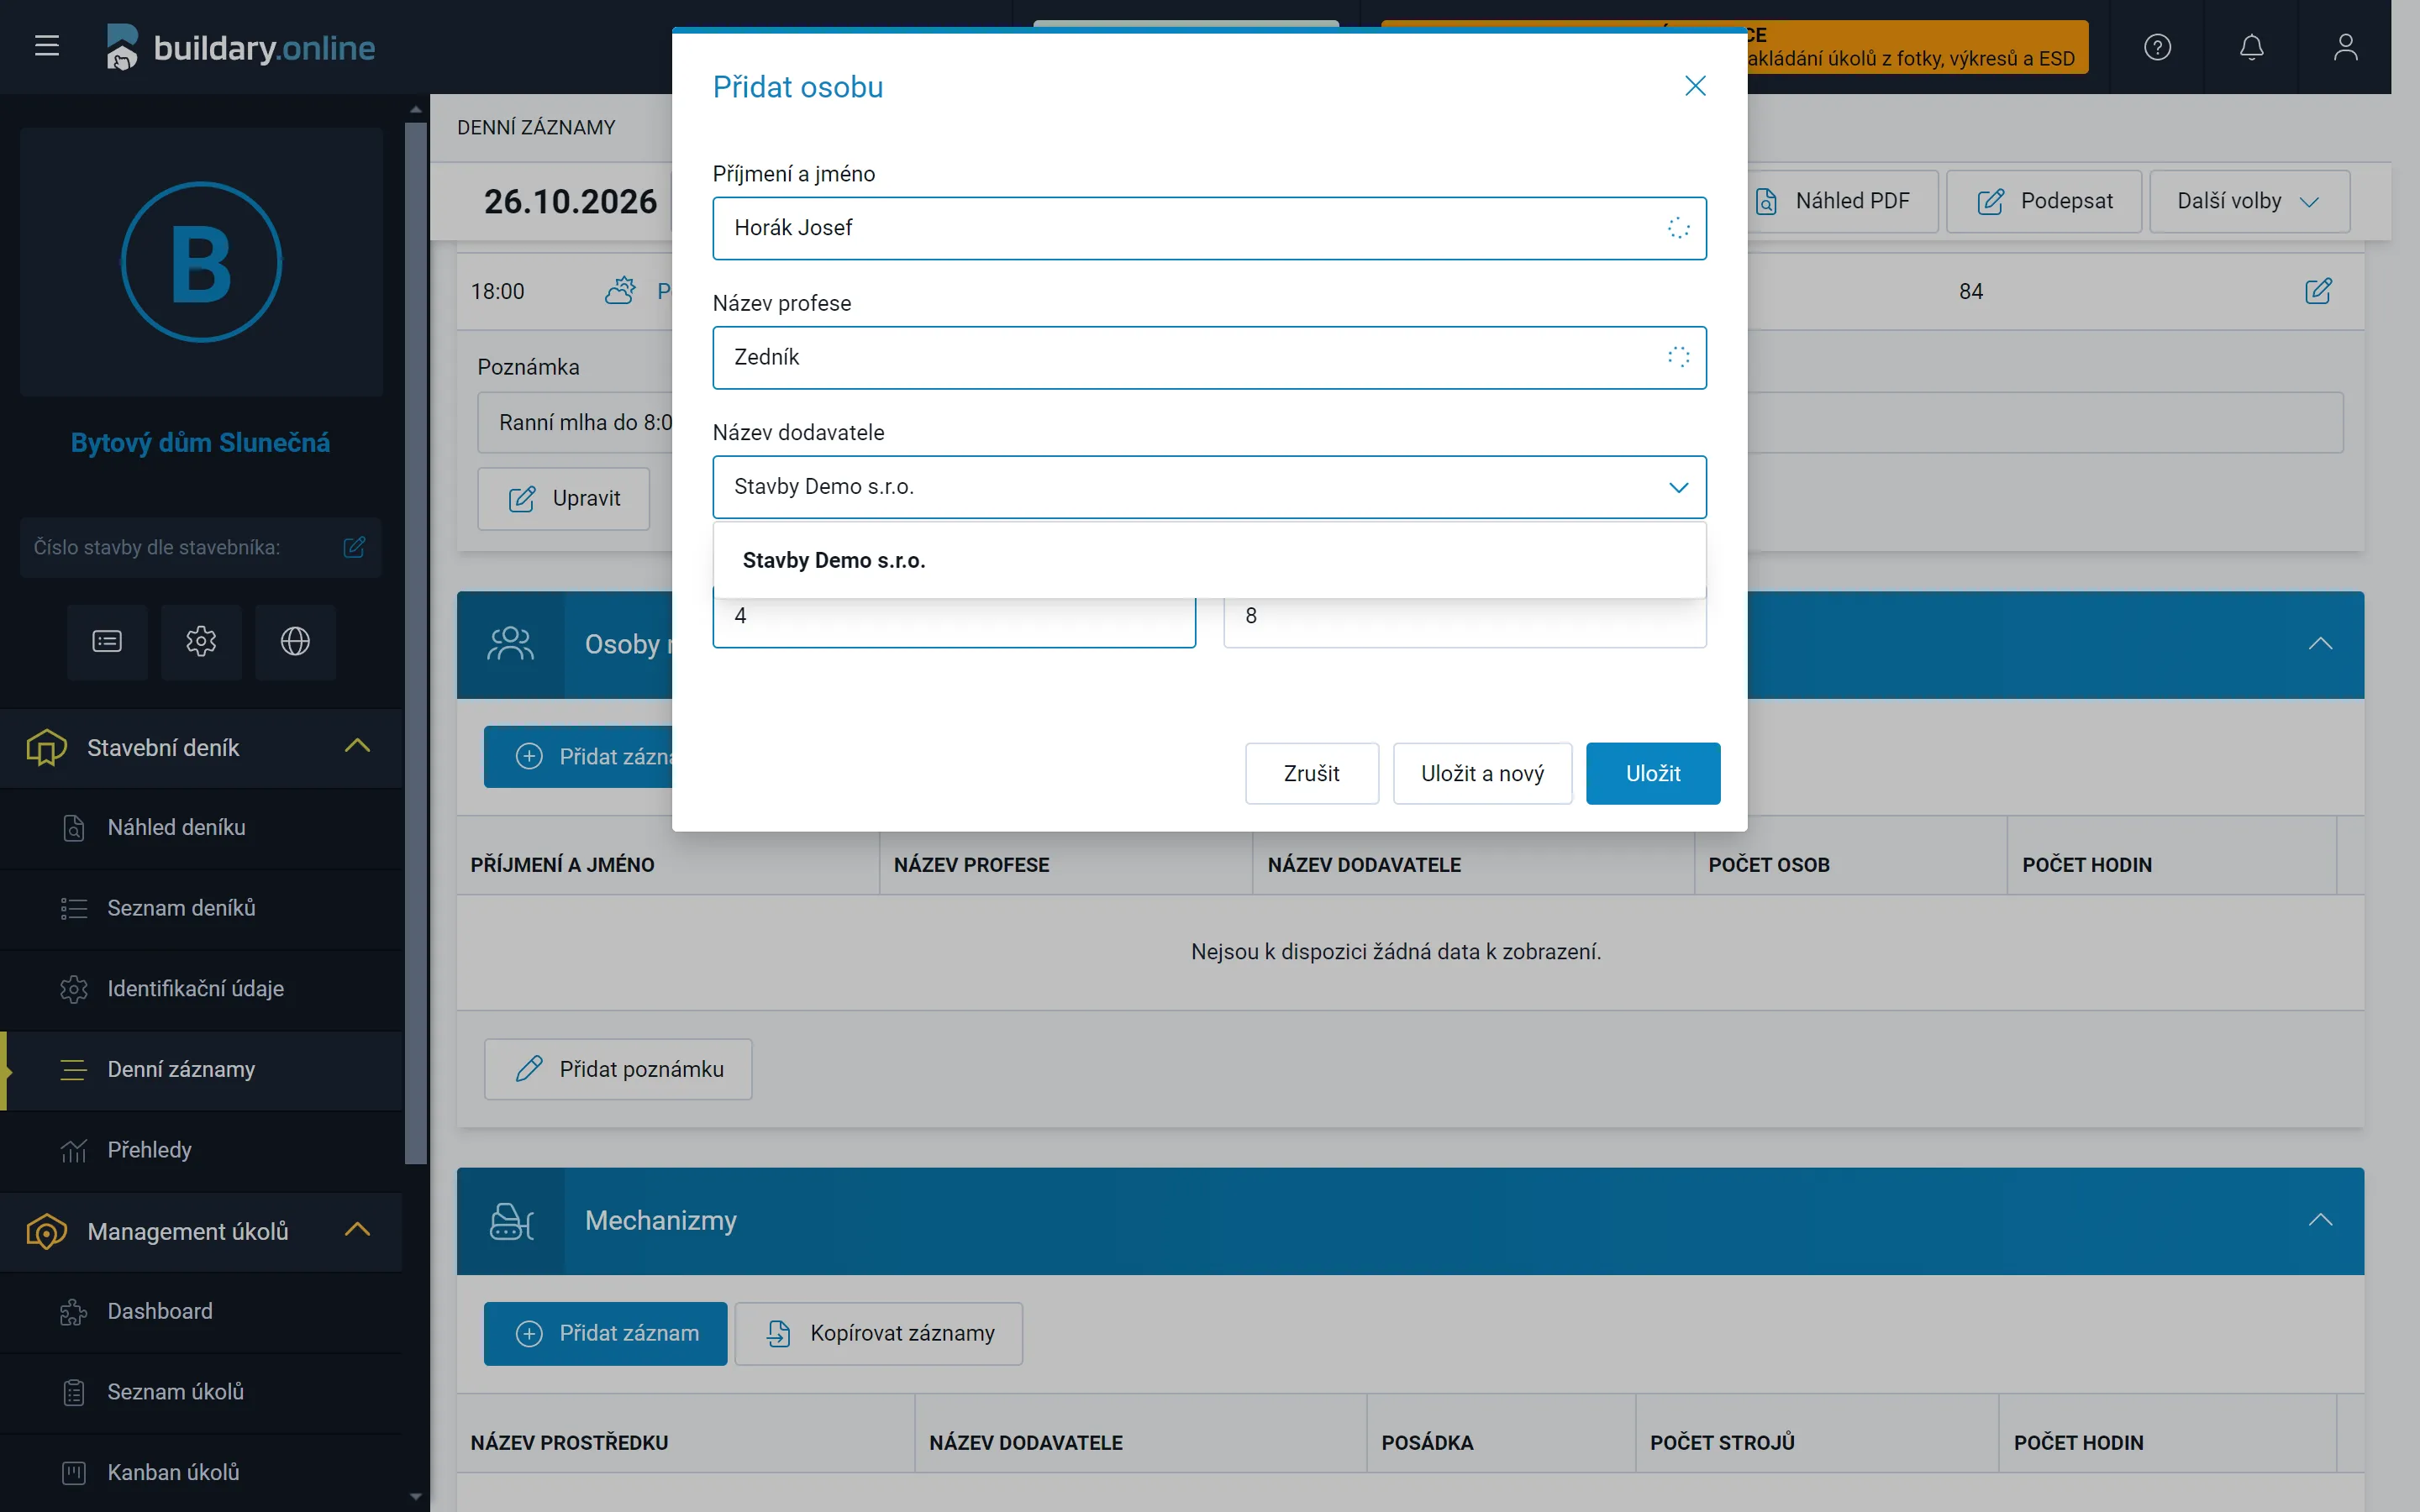 buildary.online
CE
akládání úkolů z fotky, výkresů a ESD
B
Bytový dům Slunečná
Číslo stavby dle stavebníka:
Stavební deník
Náhled deníku
Seznam deníků
Identifikační údaje
Denní záznamy
Přehledy
Management úkolů
Dashboard
Seznam úkolů
Kanban úkolů
DENNÍ ZÁZNAMY
26.10.2026
Náhled PDF
Podepsat
Další volby
18:00
P
84
Poznámka
Ranní mlha do 8:0
Upravit
Přidat osobu
Příjmení a jméno
Horák Josef
Název profese
Zedník
Název dodavatele
Stavby Demo s.r.o.
Stavby Demo s.r.o.
4
8
Zrušit
Uložit a nový
Uložit
Osoby
Přidat zázn
PŘÍJMENÍ A JMÉNO
NÁZEV PROFESE
NÁZEV DODAVATELE
POČET OSOB
POČET HODIN
Nejsou k dispozici žádná data k zobrazení.
Přidat poznámku
Mechanizmy
Přidat záznam
Kopírovat záznamy
NÁZEV PROSTŘEDKU
NÁZEV DODAVATELE
POSÁDKA
POČET STROJŮ
POČET HODIN